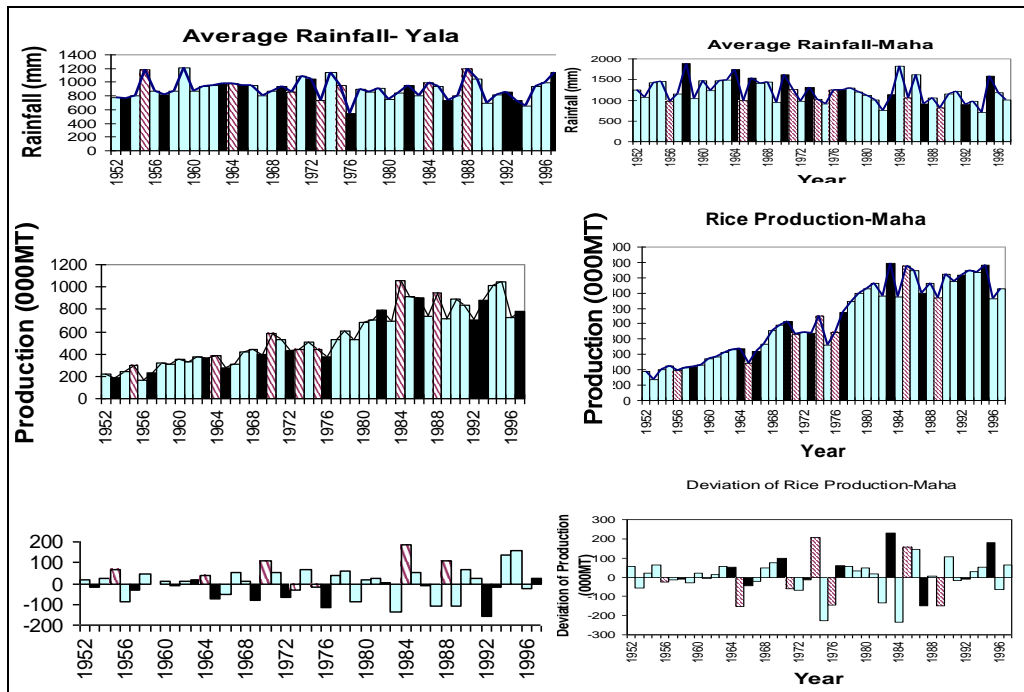 Average Rainfall- Yala
Rainfall (mm)
1400
1200
1000
800
600
400
200
0
1952 1956 1960 1964 1968 1972 1976 1980 1984 1988 1992 1996
Average Rainfall-Maha
Rainfall (mm)
2000
1500
1000
500
0
1952 1956 1960 1964 1968 1972 1976 1980 1984 1988 1992 1996
Year
Production (000MT)
1200
1000
800
600
400
200
0
1952 1956 1960 1964 1968 1972 1976 1980 1984 1988 1992 1996
Rice Production-Maha
Production (000MT)
0
1952 1956 1960 1964 1968 1972 1976 1980 1984 1988 1992 1996
Year
200
100
0
-100
-200
1952 1956 1960 1964 1968 1972 1976 1980 1984 1988 1992 1996
Deviation of Rice Production-Maha
Deviation of Production
(000MT)
300
200
100
0
-100
-200
-300
1952 1956 1960 1964 1968 1972 1976 1980 1984 1988 1992 1996
Year